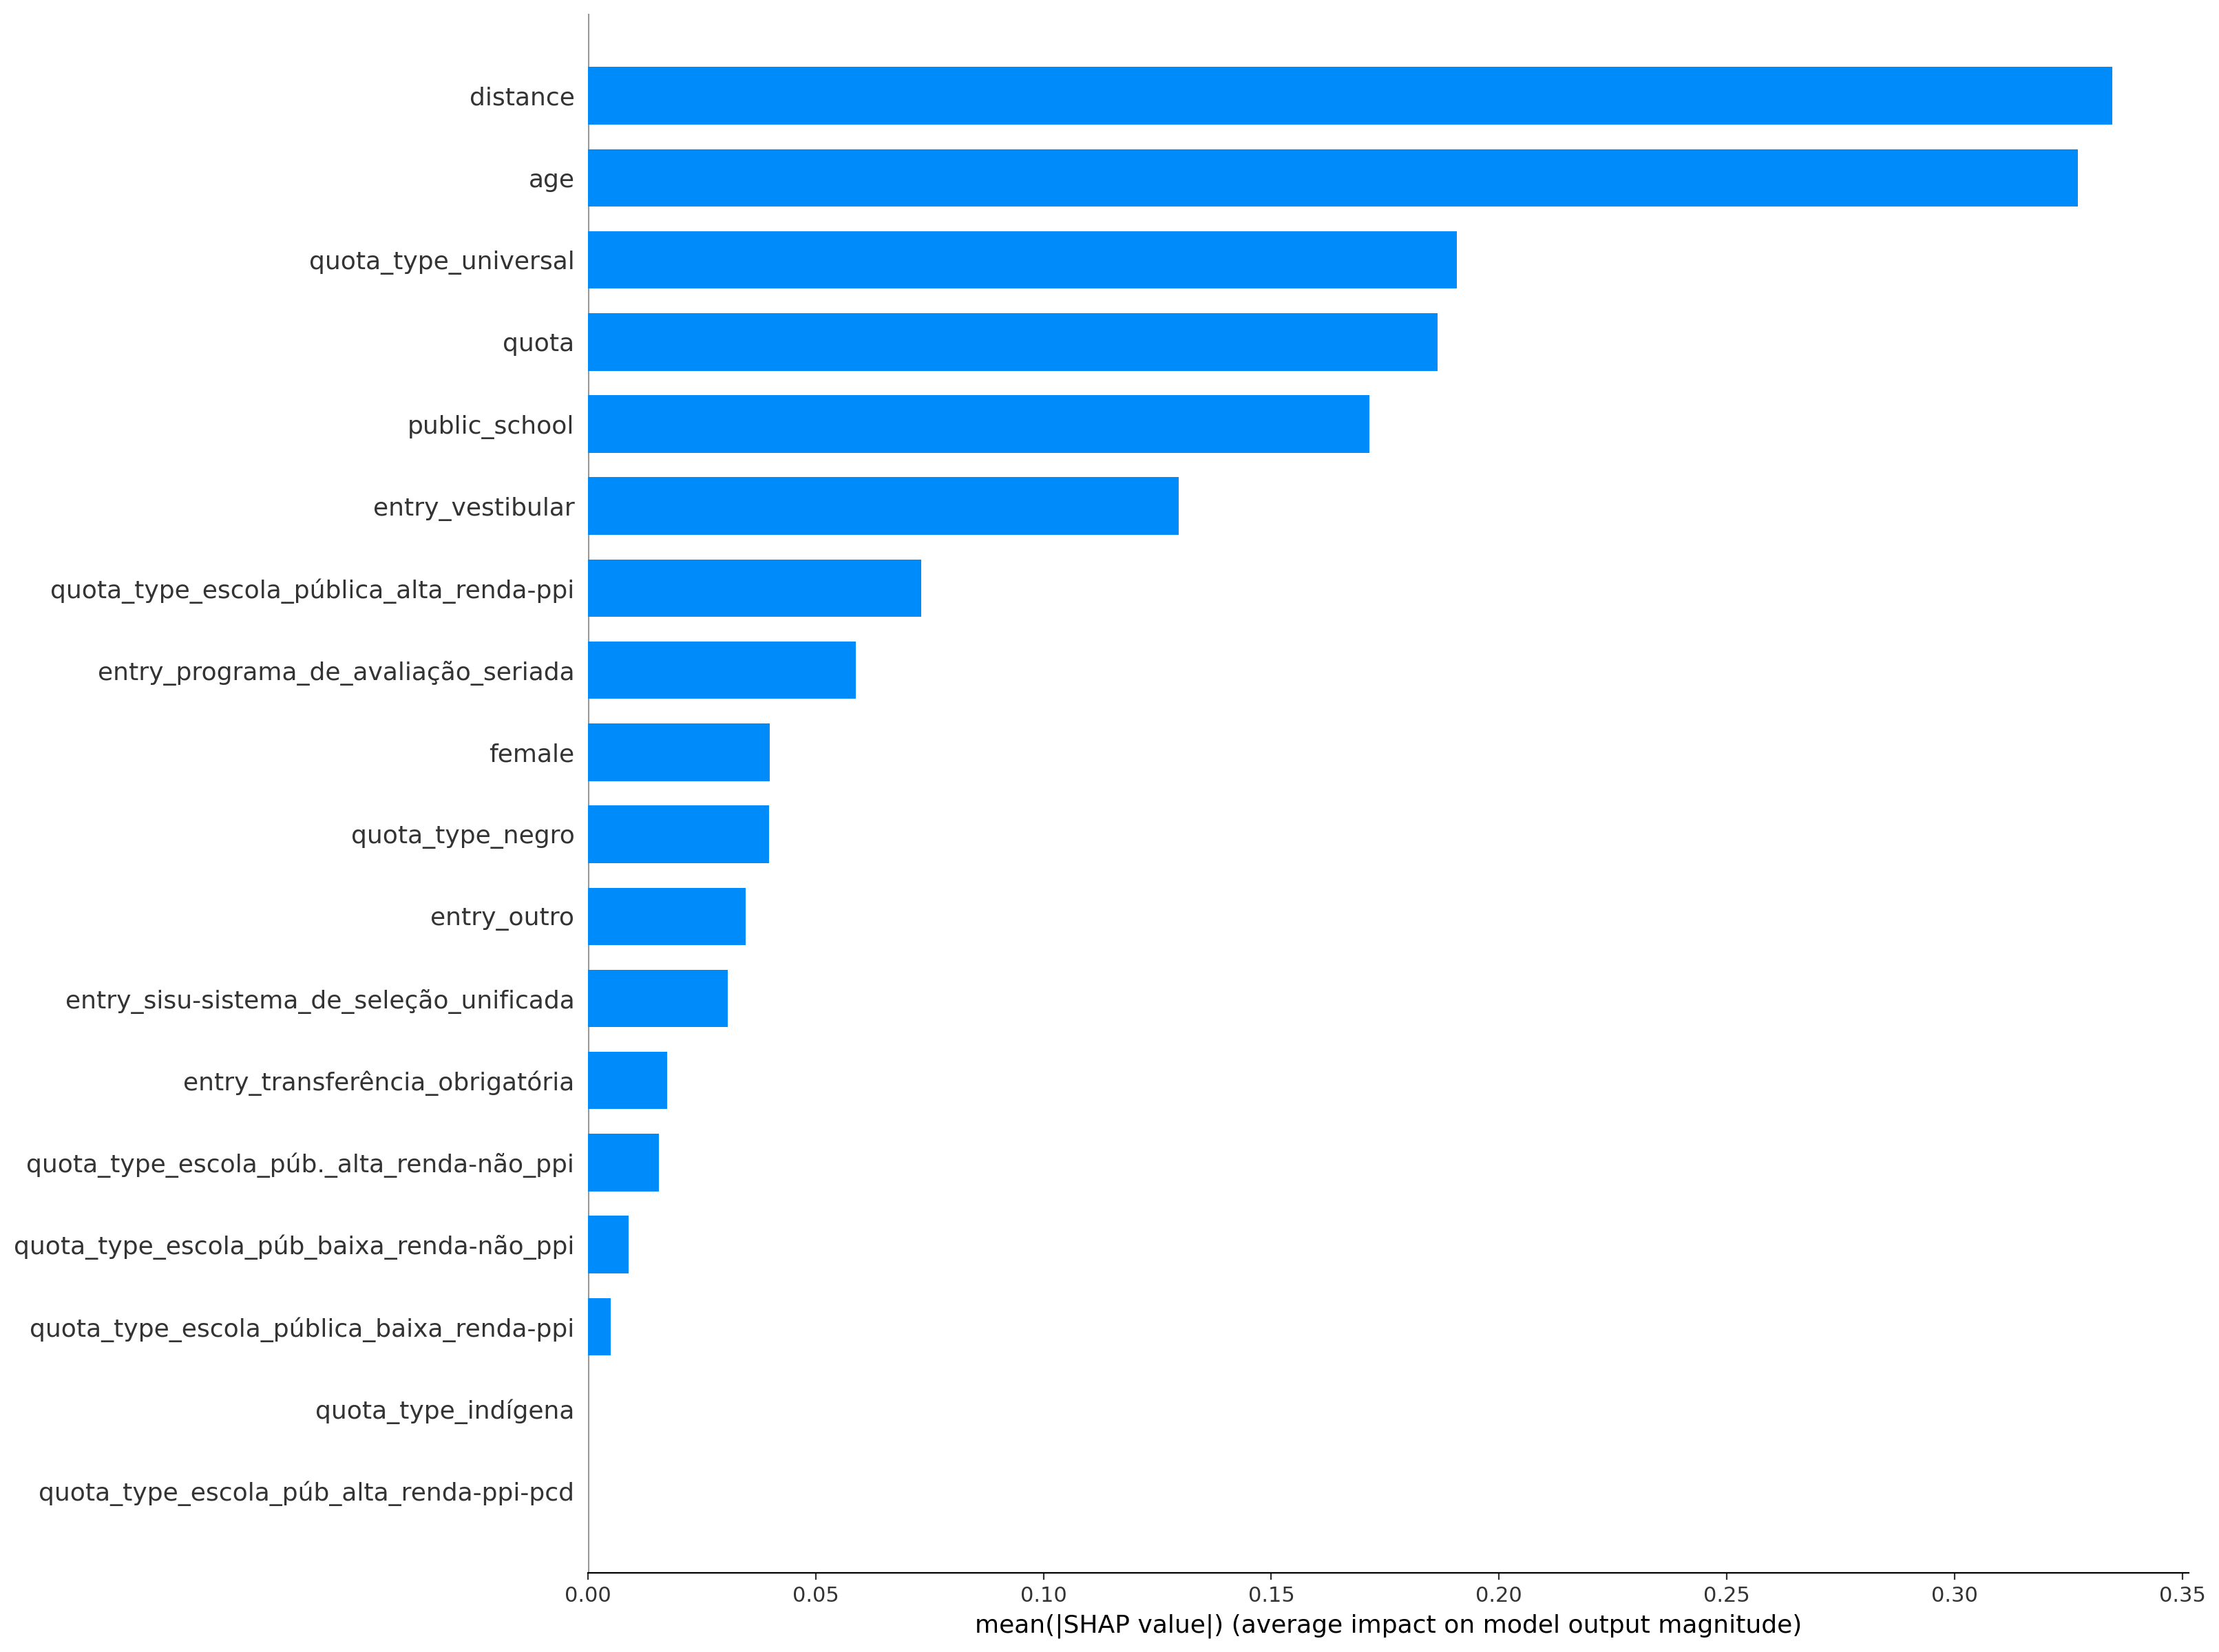 distance
age
quota_type_universal
quota
public_school
entry_vestibular
quota_type_escola_pública_alta_renda-ppi
entry_programa_de_avaliação_seriada
female
quota_type_negro
entry_outro
entry_sisu-sistema_de_seleção_unificada
entry_transferência_obrigatória
quota_type_escola_púb._alta_renda-não_ppi
quota_type_escola_púb_baixa_renda-não_ppi
quota_type_escola_pública_baixa_renda-ppi
quota_type_indígena
quota_type_escola_púb_alta_renda-ppi-pcd
0.00 0.05 0.10 0.15 0.20 0.25 0.30 0.35
mean(|SHAP value|) (average impact on model output magnitude)